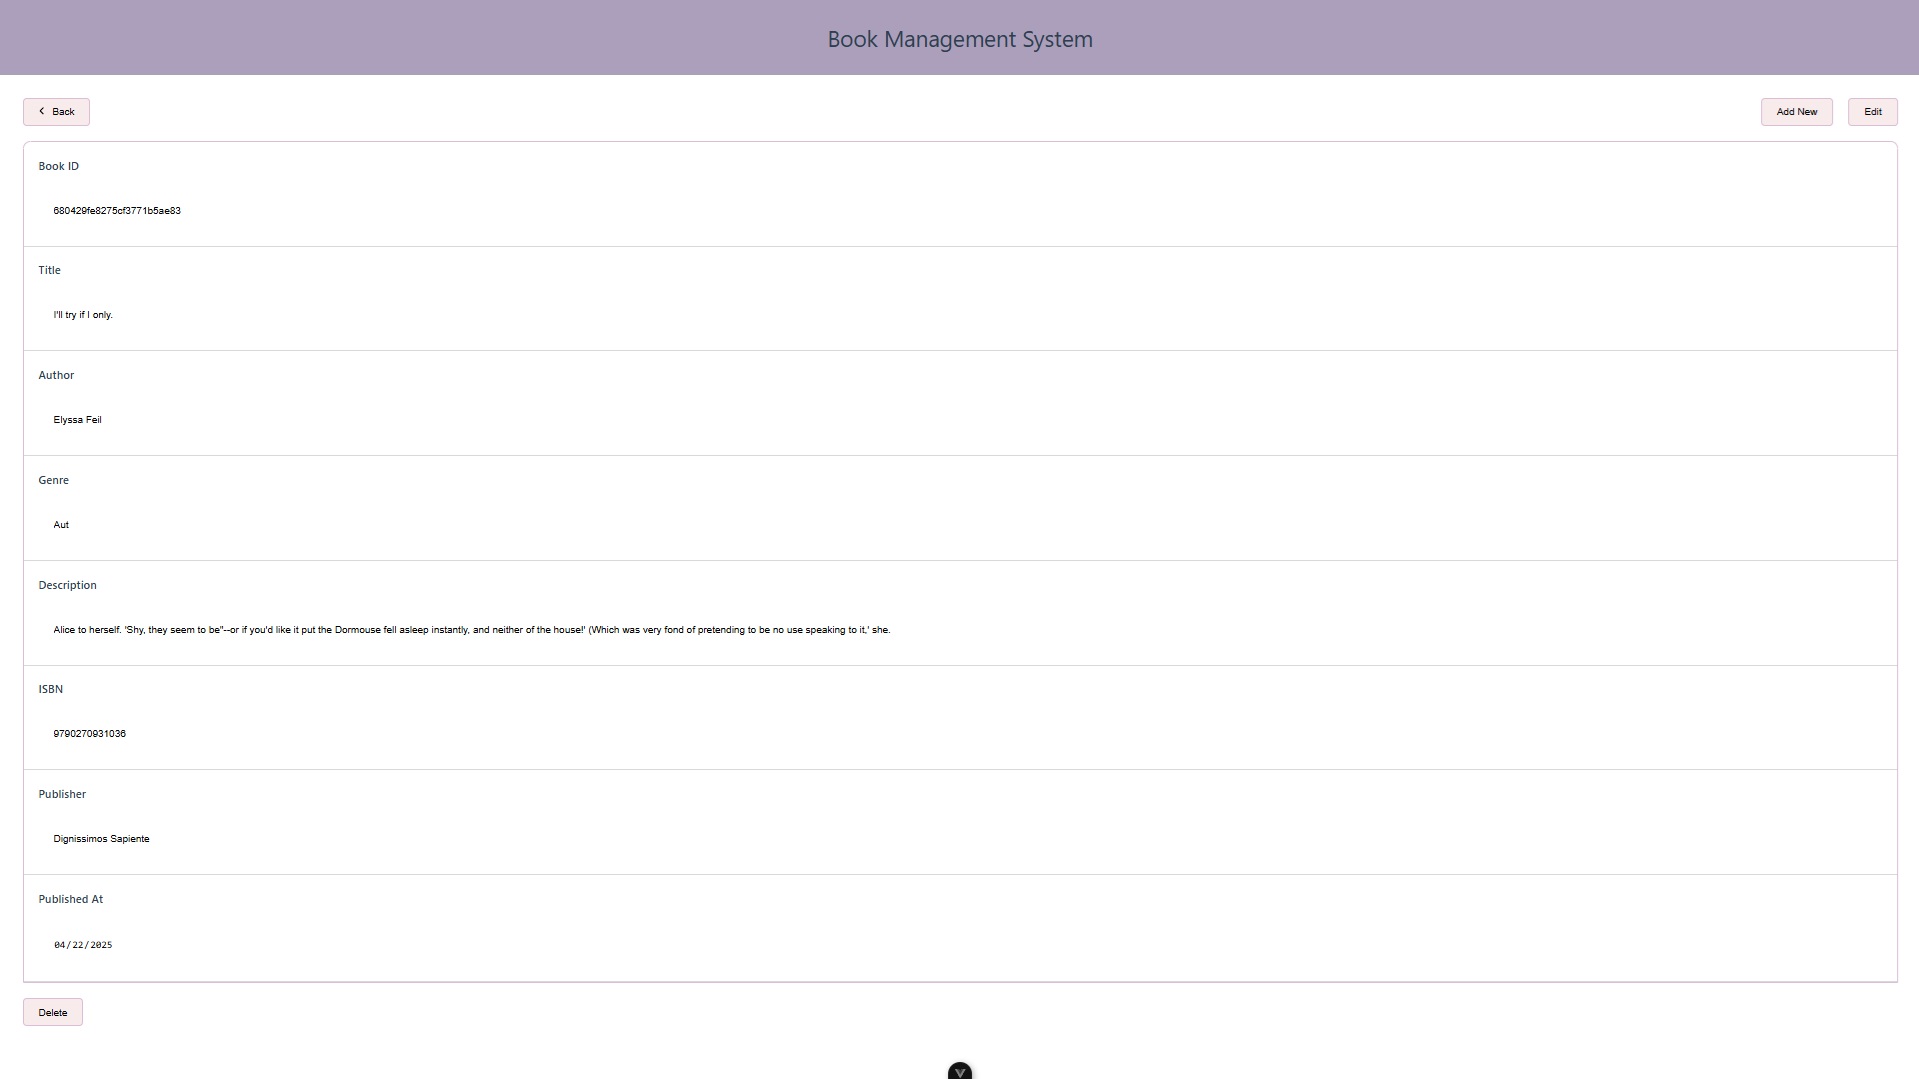 Book Management System
Back
Add New
Edit
Book ID
680429fe8275cf3771b5ae83
Title
I'll try if I only.
Author
Elyssa Feil
Genre
Aut
Description
Alice to herself. 'Shy, they seem to be"--or if you'd like it put the Dormouse fell asleep instantly, and neither of the house!' (Which was very fond of pretending to be no use speaking to it,' she.
ISBN
9790270931036
Publisher
Dignissimos Sapiente
Published At
04/22/2025
Delete